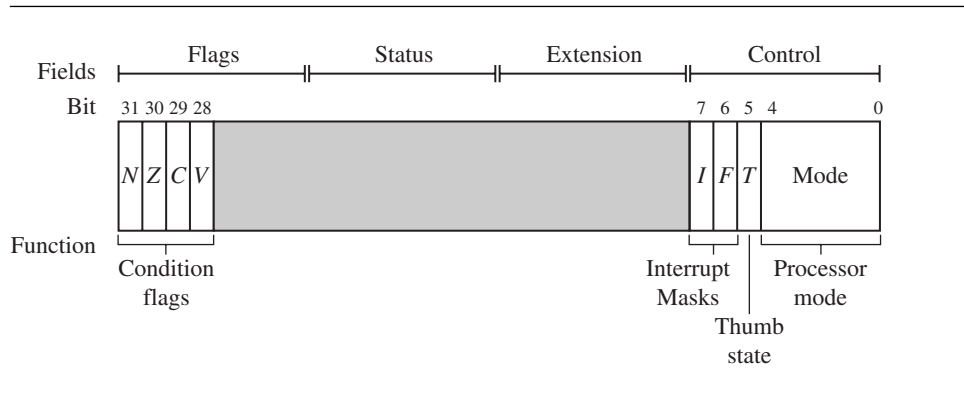 Fields Flags Status Extension Control
Bit 31 30 29 28 7 6 5 4 0
N Z C V I F T Mode
Function
Condition flags
Interrupt Masks
Processor mode
Thumb state